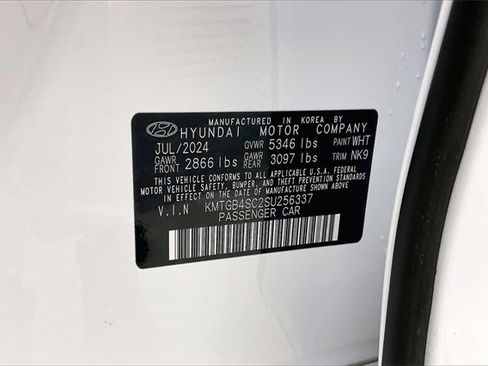 MANUFACTURED IN KOREA BY
HYUNDAI MOTOR COMPANY
JUL/2024 GVWR 5346 lbs PAINT WHT
GAWR FRONT 2866 lbs GAWR REAR 3097 lbs TRIM NK9
THIS VEHICLE CONFORMS TO ALL APPLICABLE U.S.A. FEDERAL
MOTOR VEHICLE SAFETY, BUMPER, AND THEFT PREVENTION
STANDARDS IN EFFECT ON THE DATE OF MANUFACTURE
SHOWN ABOVE.
V.I.N KMTGB4SC2SU256337
PASSENGER CAR